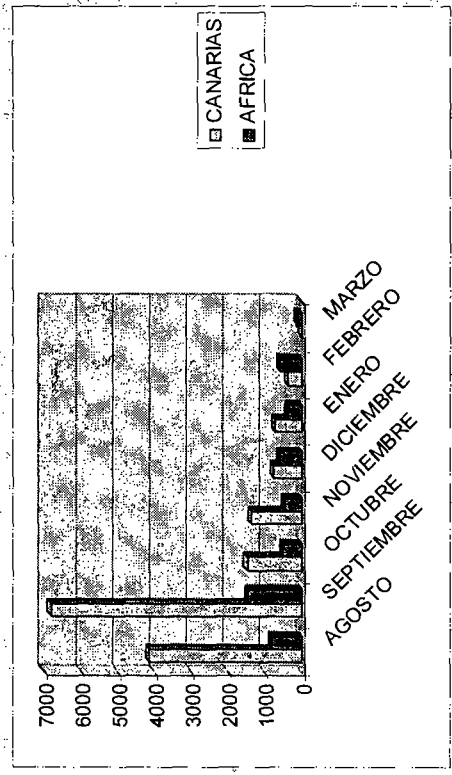 CANARIAS
AFRICA
7000
6000
5000
4000
3000
2000
1000
0
AGOSTO
SEPTIEMBRE
OCTUBRE
NOVIEMBRE
DICIEMBRE
ENERO
FEBRERO
MARZO